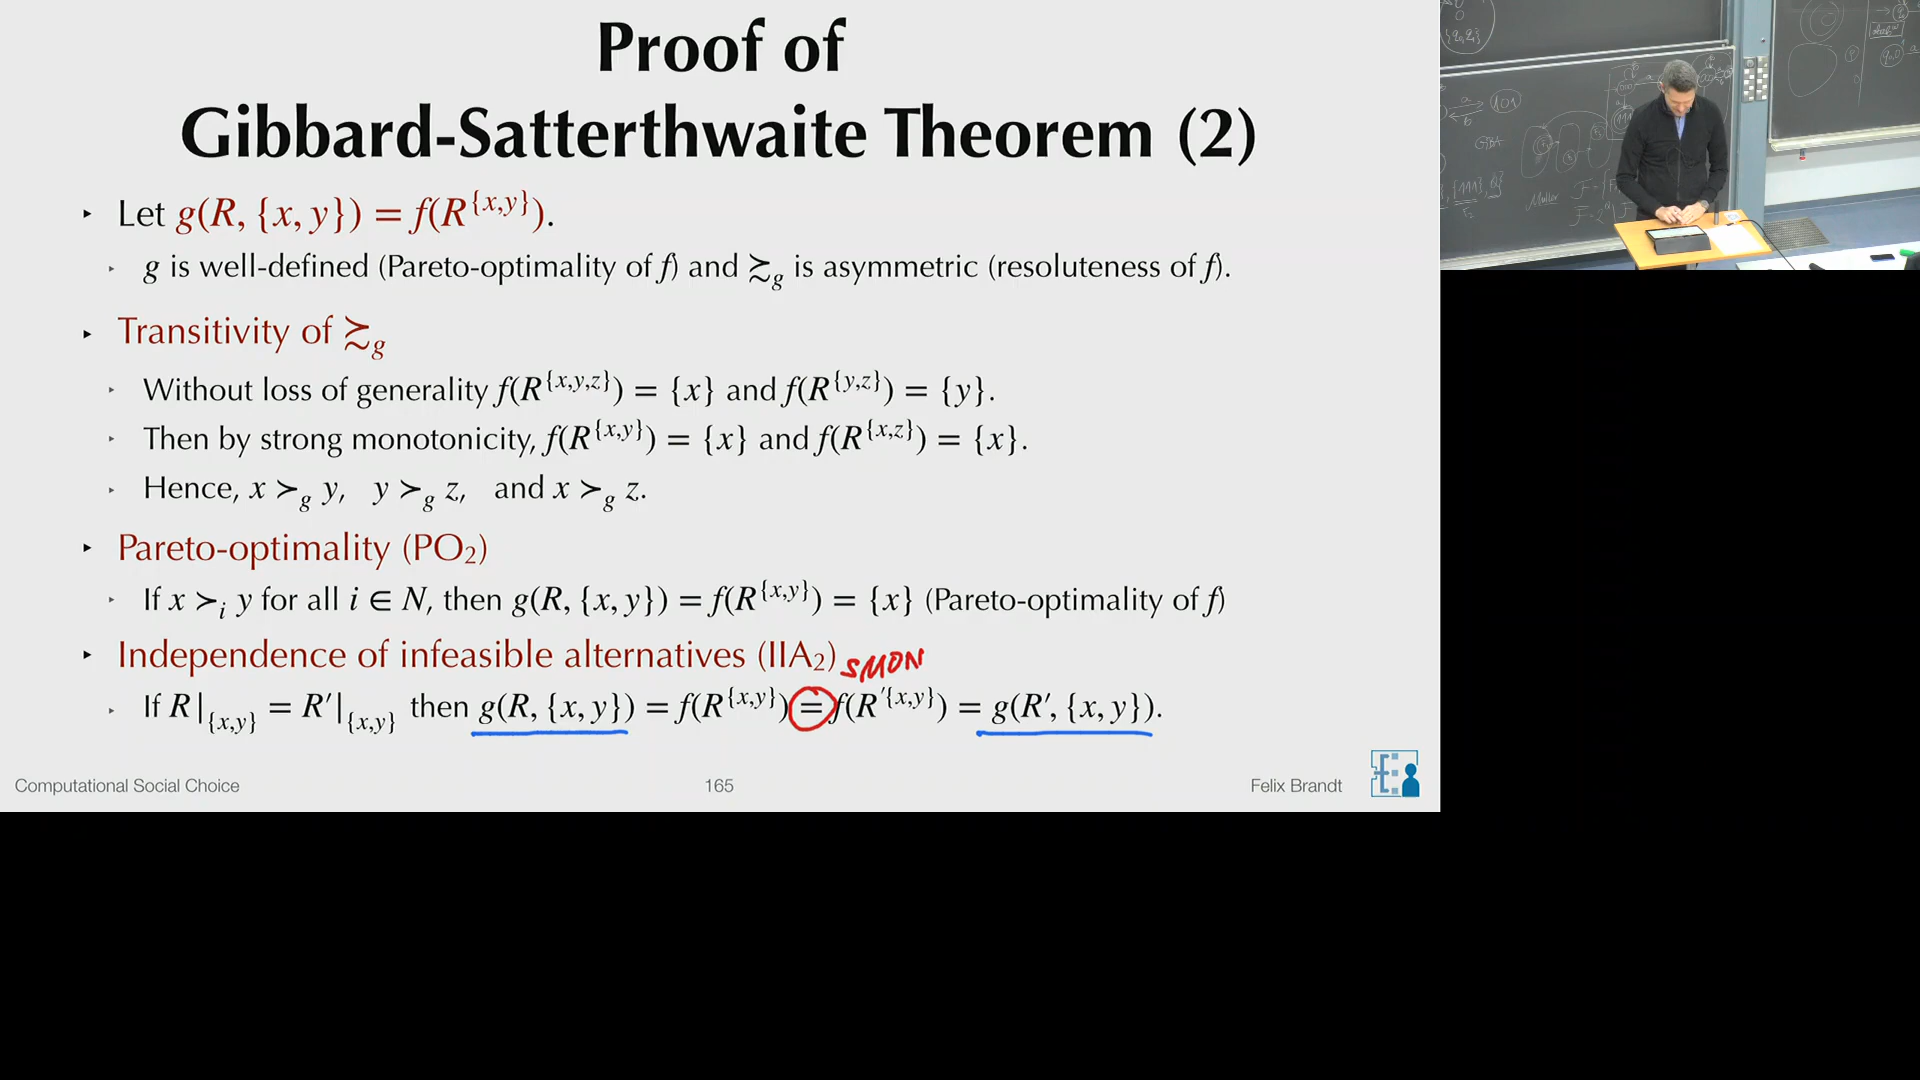 Proof of
Gibbard-Satterthwaite Theorem (2)
‣ Let g(R, {x, y}) = f(R^{x,y}).
‣ g is well-defined (Pareto-optimality of f) and ≿_g is asymmetric (resoluteness of f).
‣ Transitivity of ≿_g
‣ Without loss of generality f(R^{x,y,z}) = {x} and f(R^{y,z}) = {y}.
‣ Then by strong monotonicity, f(R^{x,y}) = {x} and f(R^{x,z}) = {x}.
‣ Hence, x ≻_g y, y ≻_g z, and x ≻_g z.
‣ Pareto-optimality (PO₂)
‣ If x ≻_i y for all i ∈ N, then g(R, {x, y}) = f(R^{x,y}) = {x} (Pareto-optimality of f)
‣ Independence of infeasible alternatives (IIA₂) SMON
‣ If R|_{x,y} = R′|_{x,y} then g(R, {x, y}) = f(R^{x,y}) = f(R′^{x,y}) = g(R′, {x, y}).
Computational Social Choice 165 Felix Brandt